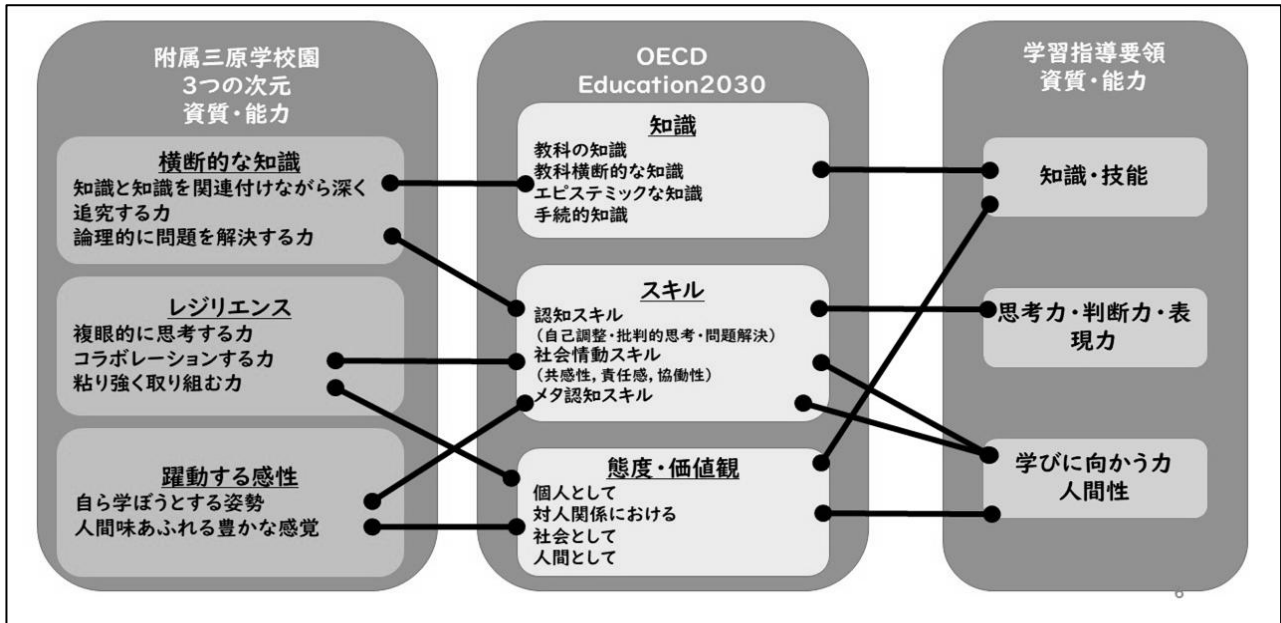 附属三原学校園
3つの次元
資質・能力
横断的な知識
知識と知識を関連付けながら深く
追究する力
論理的に問題を解決する力
レジリエンス
複眼的に思考する力
コラボレーションする力
粘り強く取り組む力
躍動する感性
自ら学ぼうとする姿勢
人間味あふれる豊かな感覚
OECD
Education2030
知識
教科の知識
教科横断的な知識
エピステミックな知識
手続的知識
スキル
認知スキル
(自己調整・批判的思考・問題解決)
社会情動スキル
(共感性,責任感,協働性)
メタ認知スキル
態度・価値観
個人として
対人関係における
社会として
人間として
学習指導要領
資質・能力
知識・技能
思考力・判断力・表
現力
学びに向かう力
人間性
6